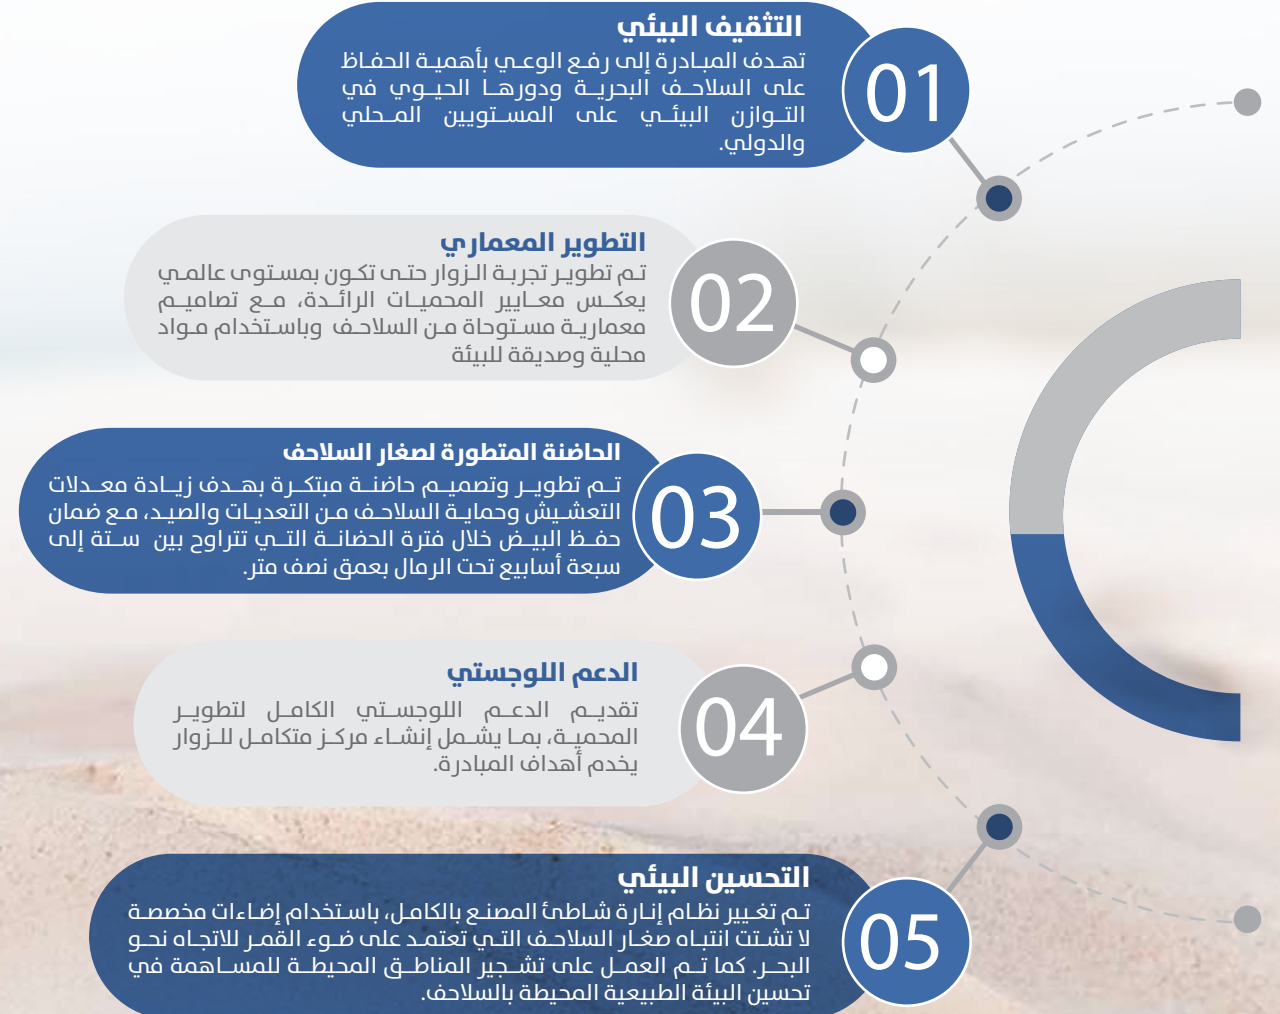 01
التثقيف البيئي
تهدف المبادرة إلى رفع الوعي بأهمية الحفاظ
على السلاحف البحرية ودورها الحيوي في
التوازن البيئي على المستويين المحلي
والدولي.
02
التطوير المعماري
تم تطوير تجربة الزوار حتى تكون بمستوى عالمي
يعكس معايير المحميات الرائدة، مع تصاميم
معمارية مستوحاة من السلاحف وباستخدام مواد
محلية وصديقة للبيئة
03
الحاضنة المتطورة لصغار السلاحف
تم تطوير وتصميم حاضنة مبتكرة بهدف زيادة معدلات
التعشيش وحماية السلاحف من التعديات والصيد، مع ضمان
حفظ البيض خلال فترة الحضانة التي تتراوح بين ستة إلى
سبعة أسابيع تحت الرمال بعمق نصف متر.
04
الدعم اللوجستي
تقديم الدعم اللوجستي الكامل لتطوير
المحمية، بما يشمل إنشاء مركز متكامل للزوار
يخدم أهداف المبادرة.
05
التحسين البيئي
تم تغيير نظام إنارة شاطئ المصنع بالكامل، باستخدام إضاءات مخصصة
لا تشتت انتباه صغار السلاحف التي تعتمد على ضوء القمر للاتجاه نحو
البحر. كما تم العمل على تشجير المناطق المحيطة للمساهمة في
تحسين البيئة الطبيعية المحيطة بالسلاحف.